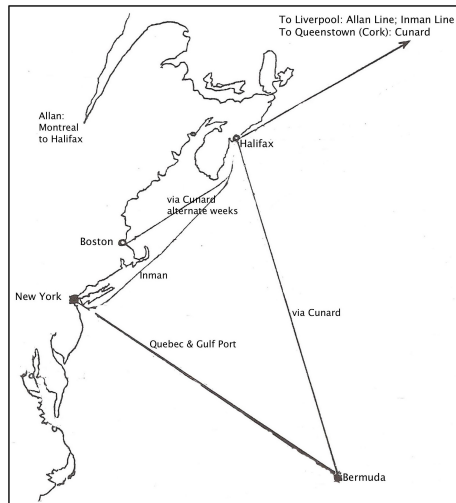 To Liverpool: Allan Line; Inman Line
To Queenstown (Cork): Cunard
Allan:
Montreal
to Halifax
Halifax
via Cunard
alternate weeks
Boston
Inman
New York
via Cunard
Quebec & Gulf Port
Bermuda